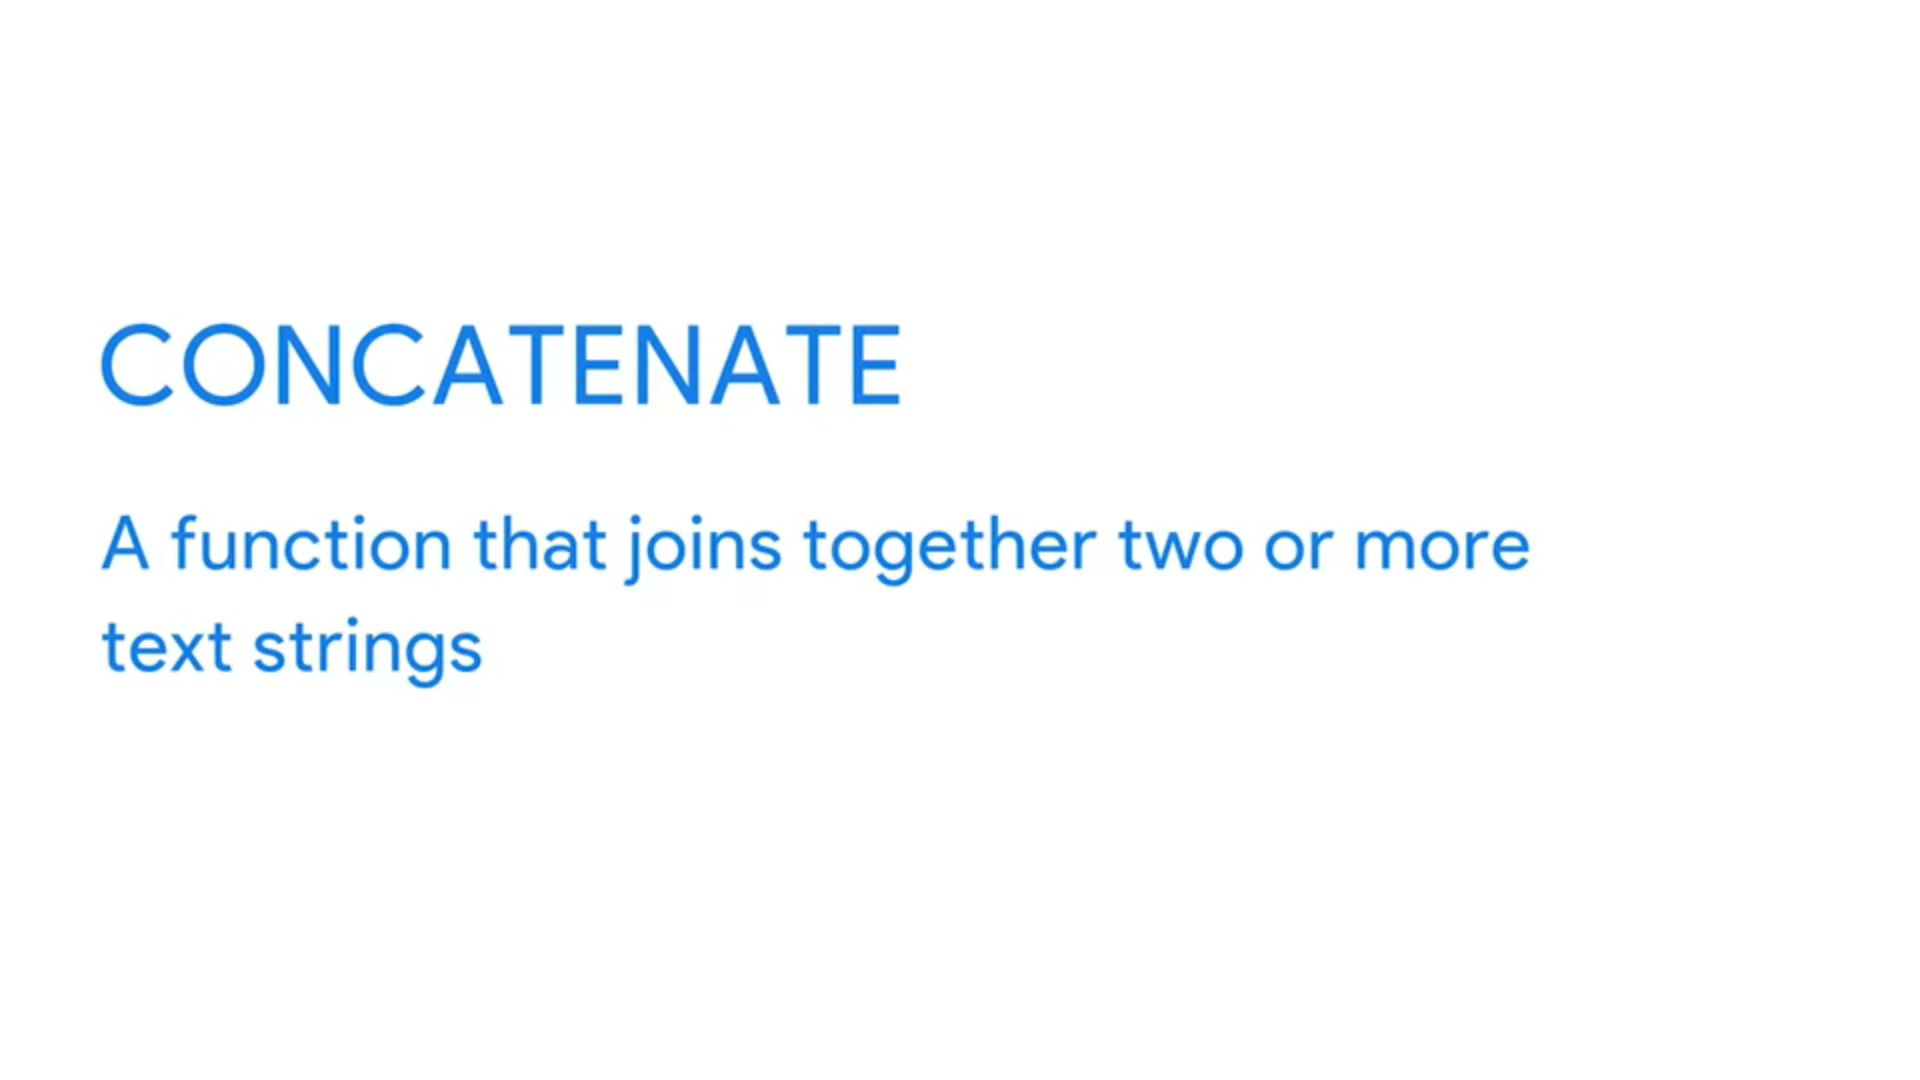 CONCATENATE
A function that joins together two or more
text strings